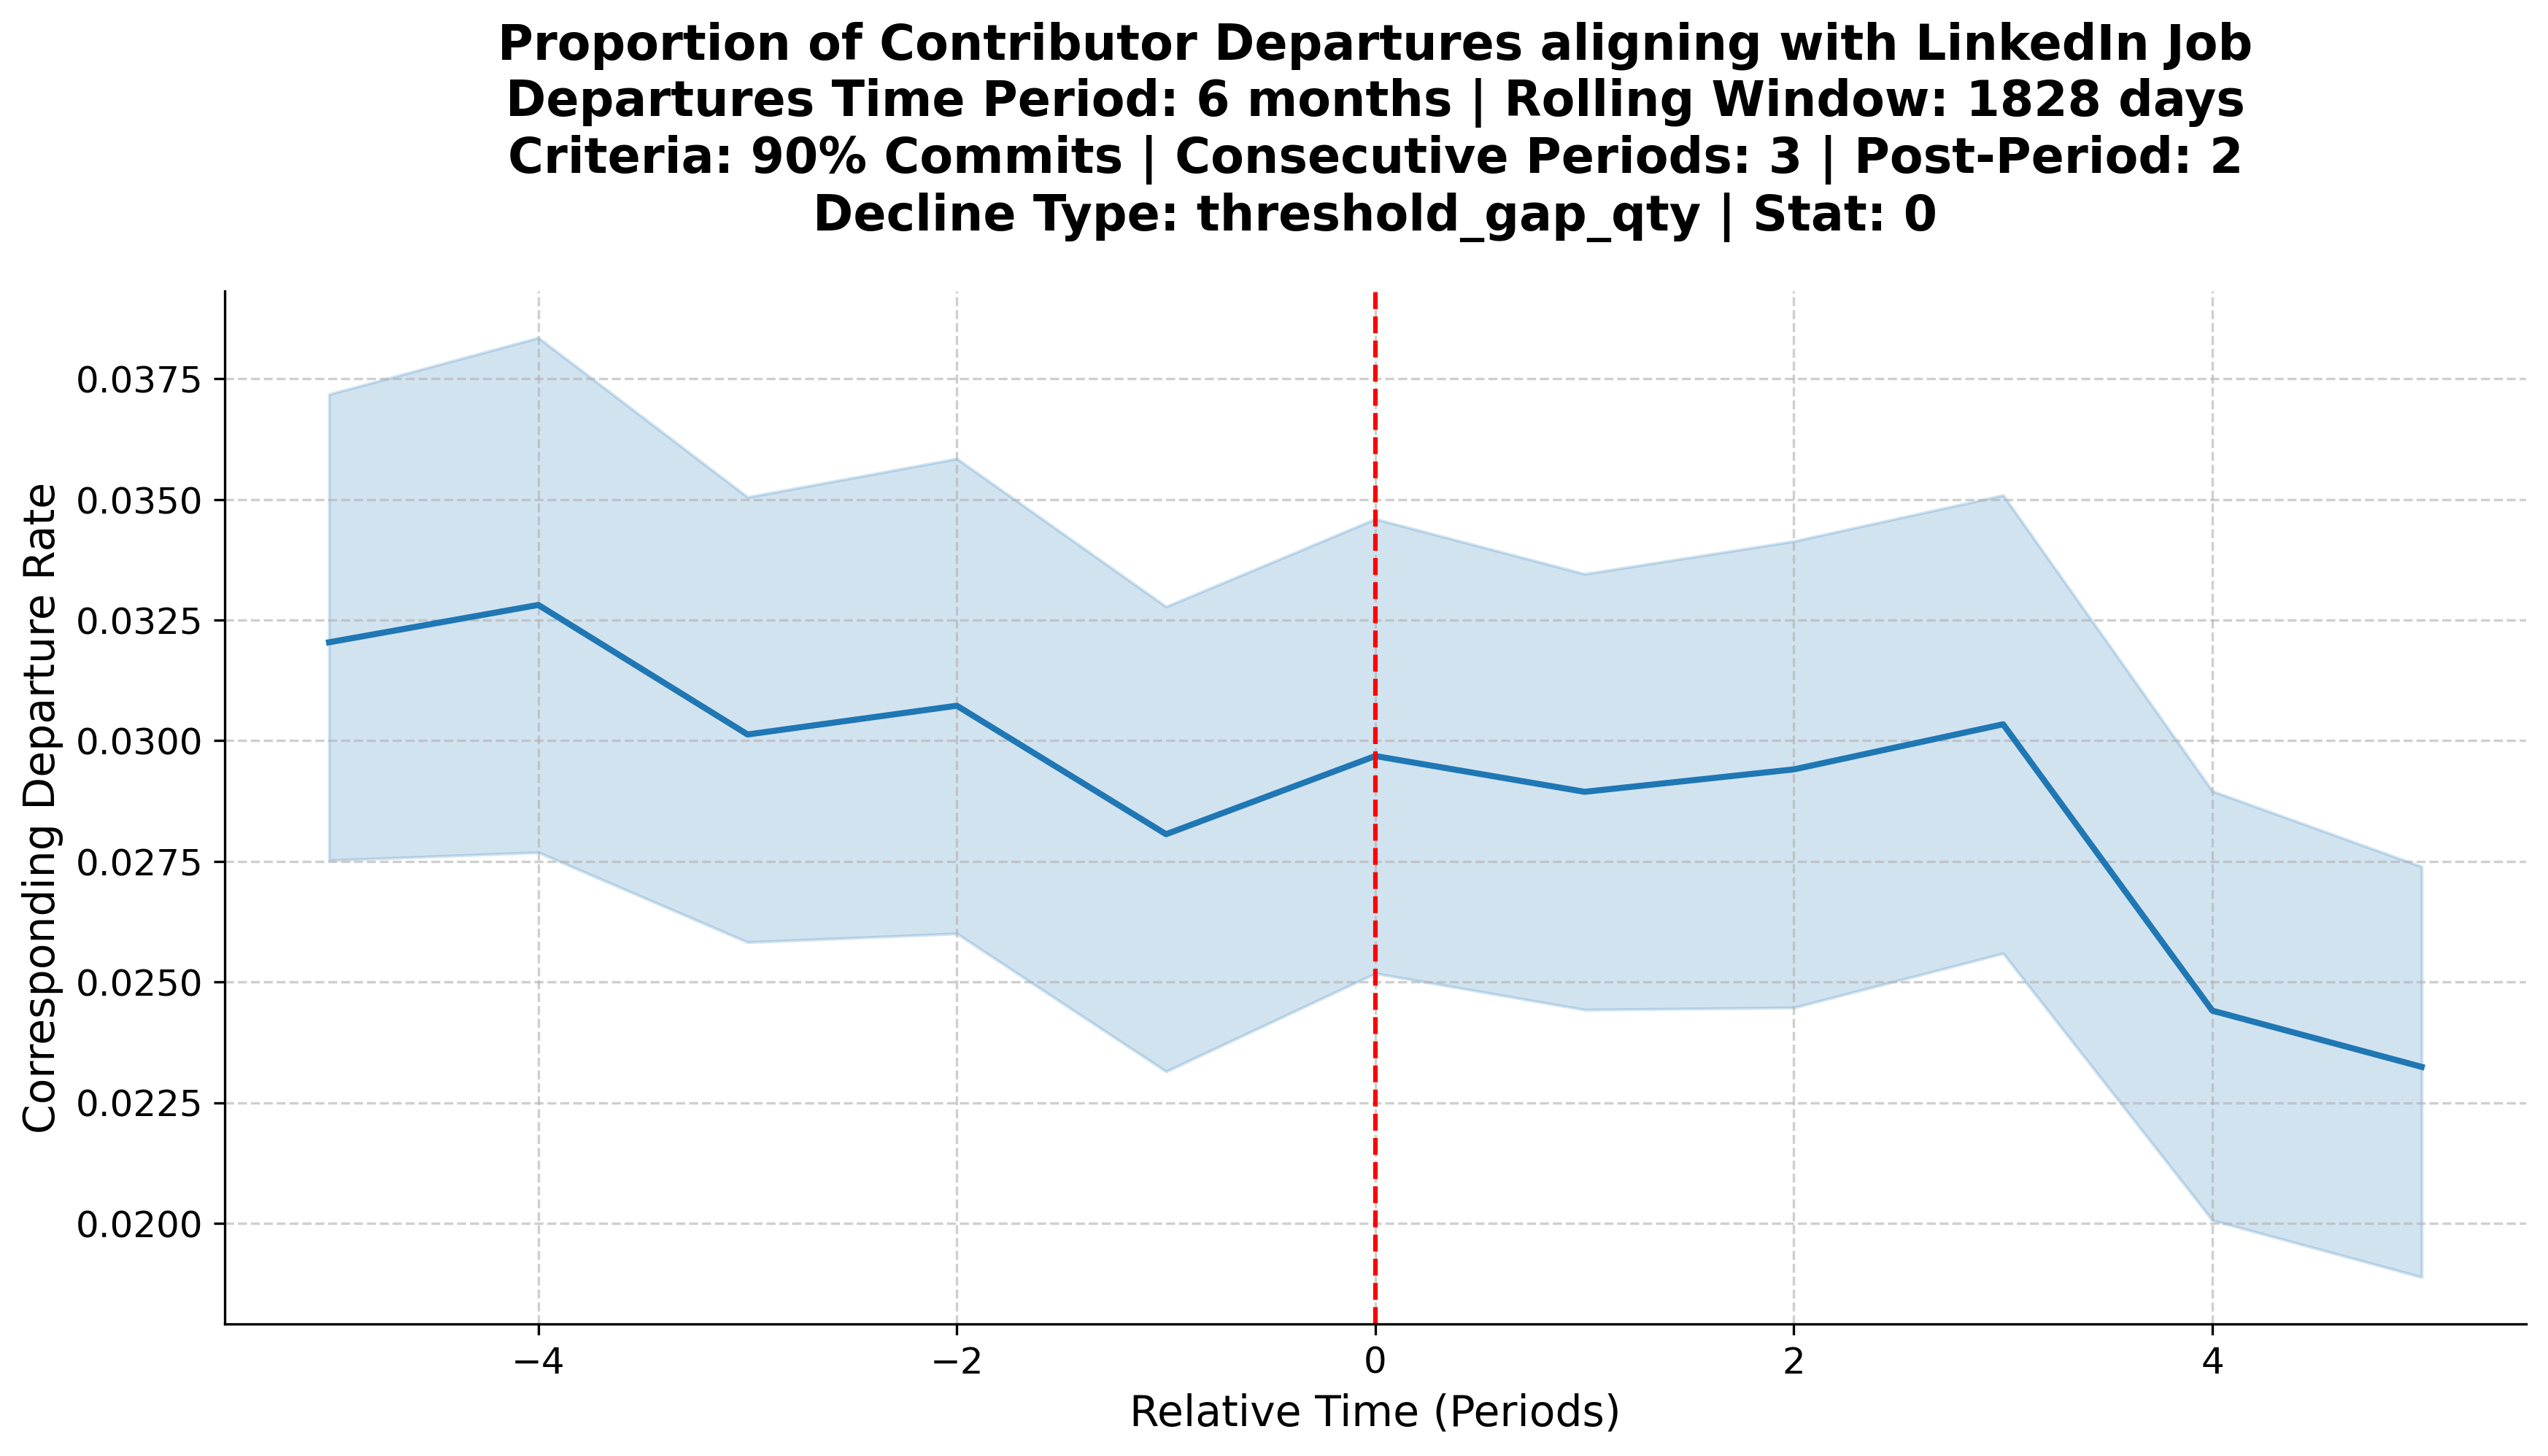 Proportion of Contributor Departures aligning with LinkedIn Job
Departures Time Period: 6 months | Rolling Window: 1828 days
Criteria: 90% Commits | Consecutive Periods: 3 | Post-Period: 2
Decline Type: threshold_gap_qty | Stat: 0
Corresponding Departure Rate
0.0375
0.0350
0.0325
0.0300
0.0275
0.0250
0.0225
0.0200
−4
−2
0
2
4
Relative Time (Periods)